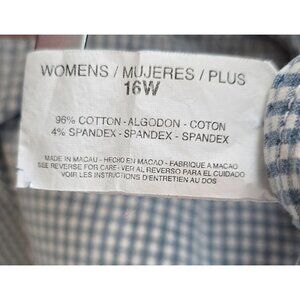 WOMENS / MUJERES / PLUS
16W
96% COTTON - ALGODON - COTON
4% SPANDEX - SPANDEX - SPANDEX
MADE IN MACAU - HECHO EN MACAO - FABRIQUE A MACAO
SEE REVERSE FOR CARE - VER AL REVERSO PARA EL CUIDADO
VOIR LES INSTRUCTIONS D'ENTRETIEN AU DOS